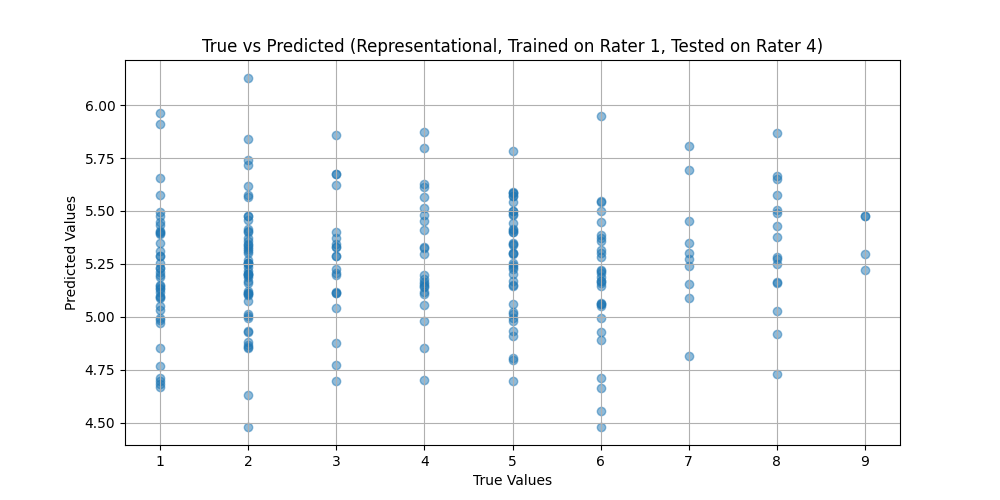 True vs Predicted (Representational, Trained on Rater 1, Tested on Rater 4)
Predicted Values
6.00
5.75
5.50
5.25
5.00
4.75
4.50
1 2 3 4 5 6 7 8 9
True Values